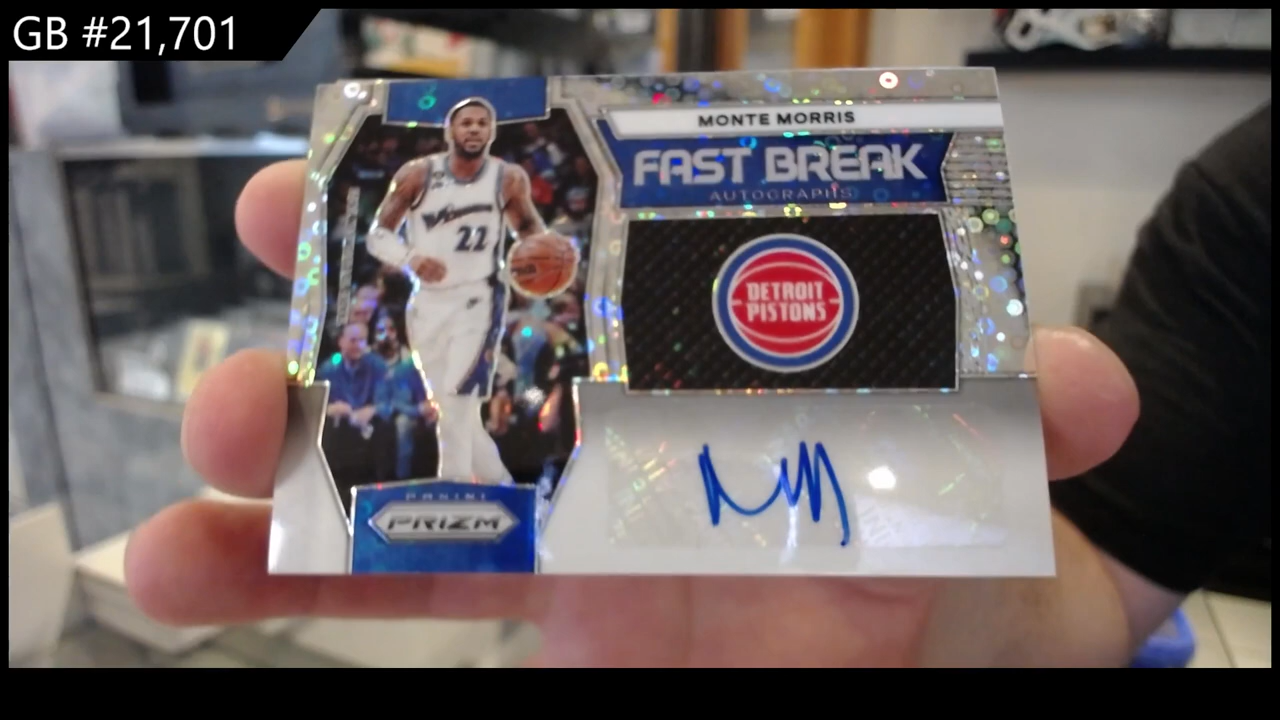 GB #21,701
MONTE MORRIS
FAST BREAK
AUTOGRAPHS
22
DETROIT
PISTONS
PANINI
PRIZM